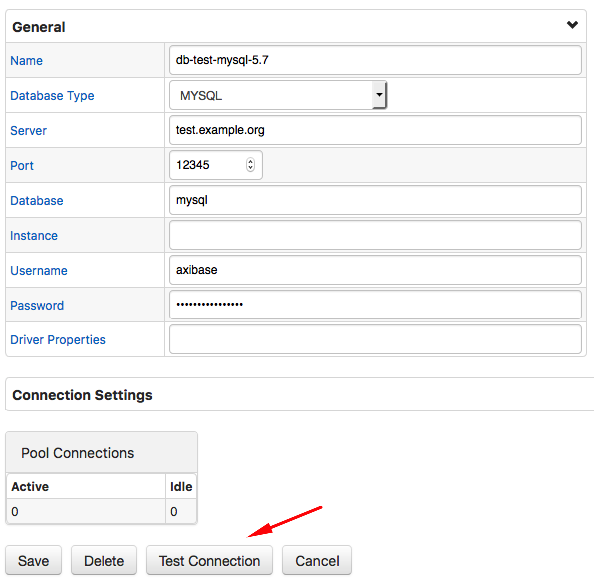 General
Name db-test-mysql-5.7
Database Type MYSQL
Server test.example.org
Port 12345
Database mysql
Instance
Username axibase
Password ••••••••••••••••
Driver Properties
Connection Settings
Pool Connections
Active Idle
0 0
Save Delete Test Connection Cancel